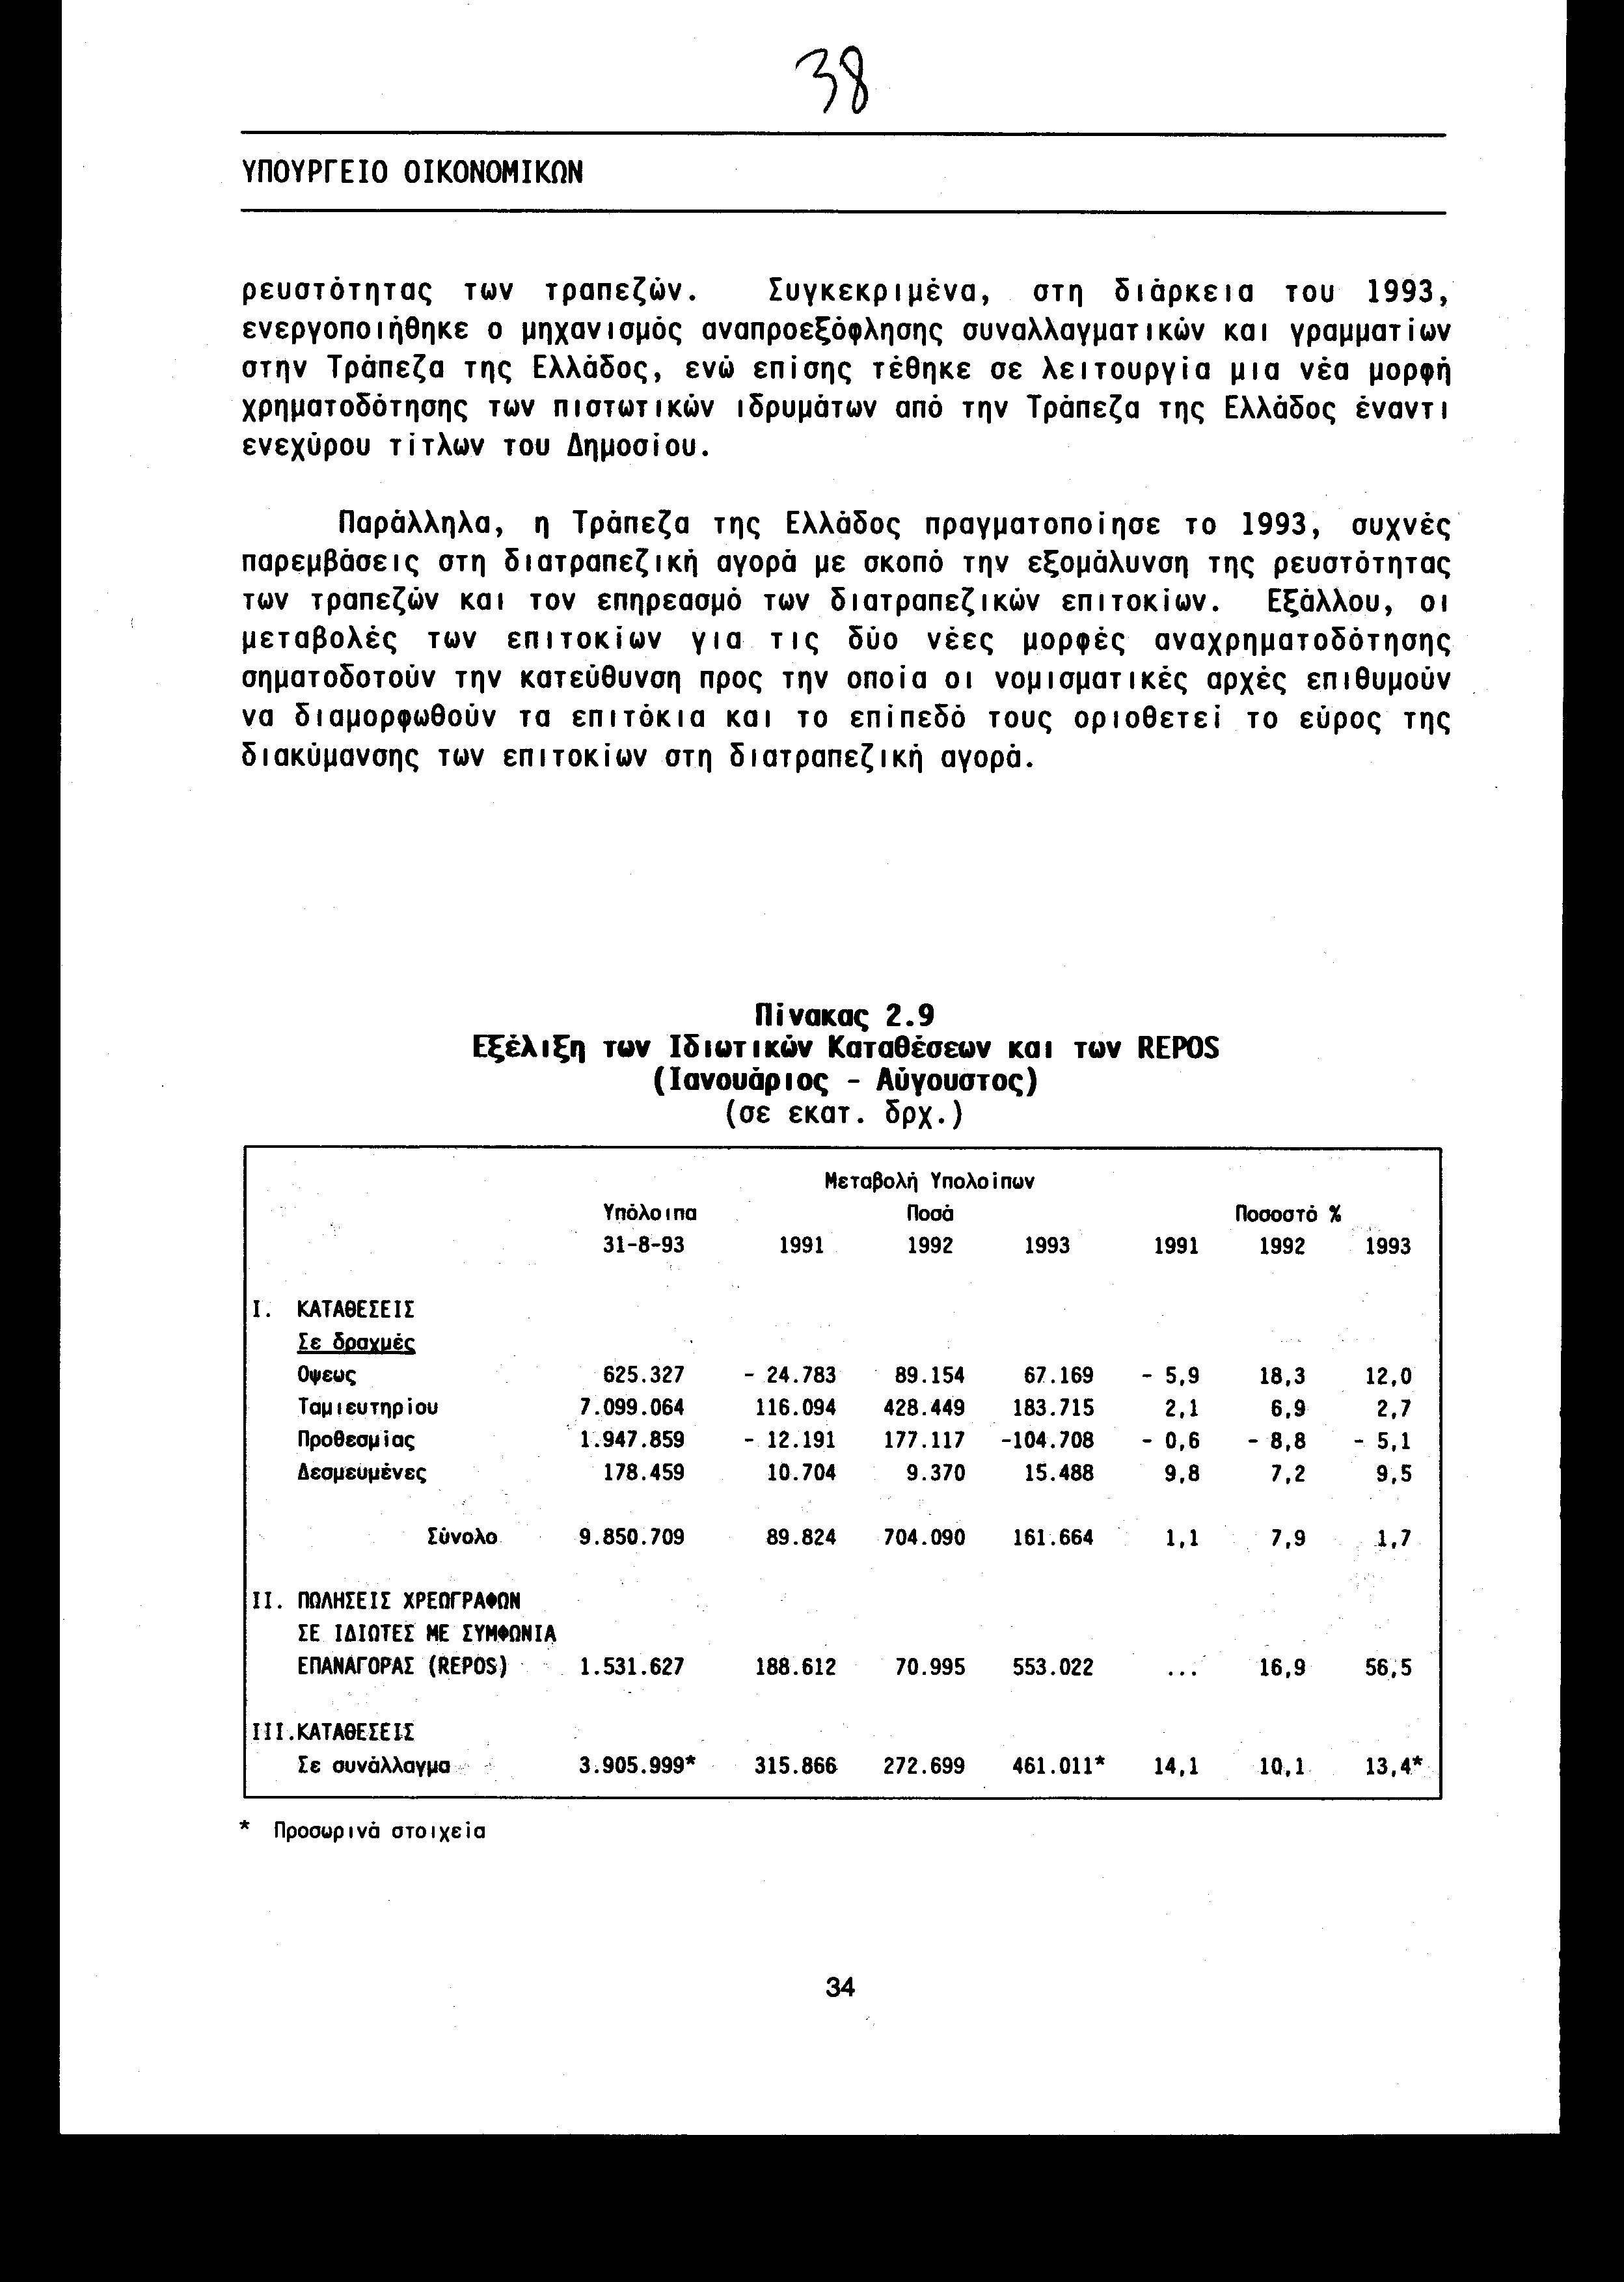 38
ΥΠΟΥΡΓΕΙΟ ΟΙΚΟΝΟΜΙΚΩΝ
ρευστότητας των τραπεζών. Συγκεκριμένα, στη διάρκεια του 1993,
ενεργοποιήθηκε ο μηχανισμός αναπροεξόφλησης συναλλαγματικών και γραμματίων
στην Τράπεζα της Ελλάδος, ενώ επίσης τέθηκε σε λειτουργία μια νέα μορφή
χρηματοδότησης των πιστωτικών ιδρυμάτων από την Τράπεζα της Ελλάδος έναντι
ενεχύρου τίτλων του Δημοσίου.
Παράλληλα, η Τράπεζα της Ελλάδος πραγματοποίησε το 1993, συχνές
παρεμβάσεις στη διατραπεζική αγορά με σκοπό την εξομάλυνση της ρευστότητας
των τραπεζών και τον επηρεασμό των διατραπεζικών επιτοκίων. Εξάλλου, οι
μεταβολές των επιτοκίων για τις δύο νέες μορφές αναχρηματοδότησης
σηματοδοτούν την κατεύθυνση προς την οποία οι νομισματικές αρχές επιθυμούν
να διαμορφωθούν τα επιτόκια και το επίπεδό τους οριοθετεί το εύρος της
διακύμανσης των επιτοκίων στη διατραπεζική αγορά.
Πίνακας 2.9
Εξέλιξη των Ιδιωτικών Καταθέσεων και των REPOS
(Ιανουάριος - Αύγουστος)
(σε εκατ. δρχ.)
Μεταβολή Υπολοίπων
Υπόλοιπα Ποσά Ποσοστό %
31-8-93 1991 1992 1993 1991 1992 1993
I. ΚΑΤΑΘΕΣΕΙΣ
Σε δραχμές
Οψεως 625.327 - 24.783 89.154 67.169 - 5,9 18,3 12,0
Ταμιευτηρίου 7.099.064 116.094 428.449 183.715 2,1 6,9 2,7
Προθεσμίας 1.947.859 - 12.191 177.117 -104.708 - 0,6 - 8,8 - 5,1
Δεσμευμένες 178.459 10.704 9.370 15.488 9,8 7,2 9,5
Σύνολο 9.850.709 89.824 704.090 161.664 1,1 7,9 1,7
II. ΠΩΛΗΣΕΙΣ ΧΡΕΩΓΡΑΦΩΝ
ΣΕ ΙΔΙΩΤΕΣ ΜΕ ΣΥΜΦΩΝΙΑ
ΕΠΑΝΑΓΟΡΑΣ (REPOS) 1.531.627 188.612 70.995 553.022 ... 16,9 56,5
III.ΚΑΤΑΘΕΣΕΙΣ
Σε συνάλλαγμα 3.905.999* 315.866 272.699 461.011* 14,1 10,1 13,4*
* Προσωρινά στοιχεία
34